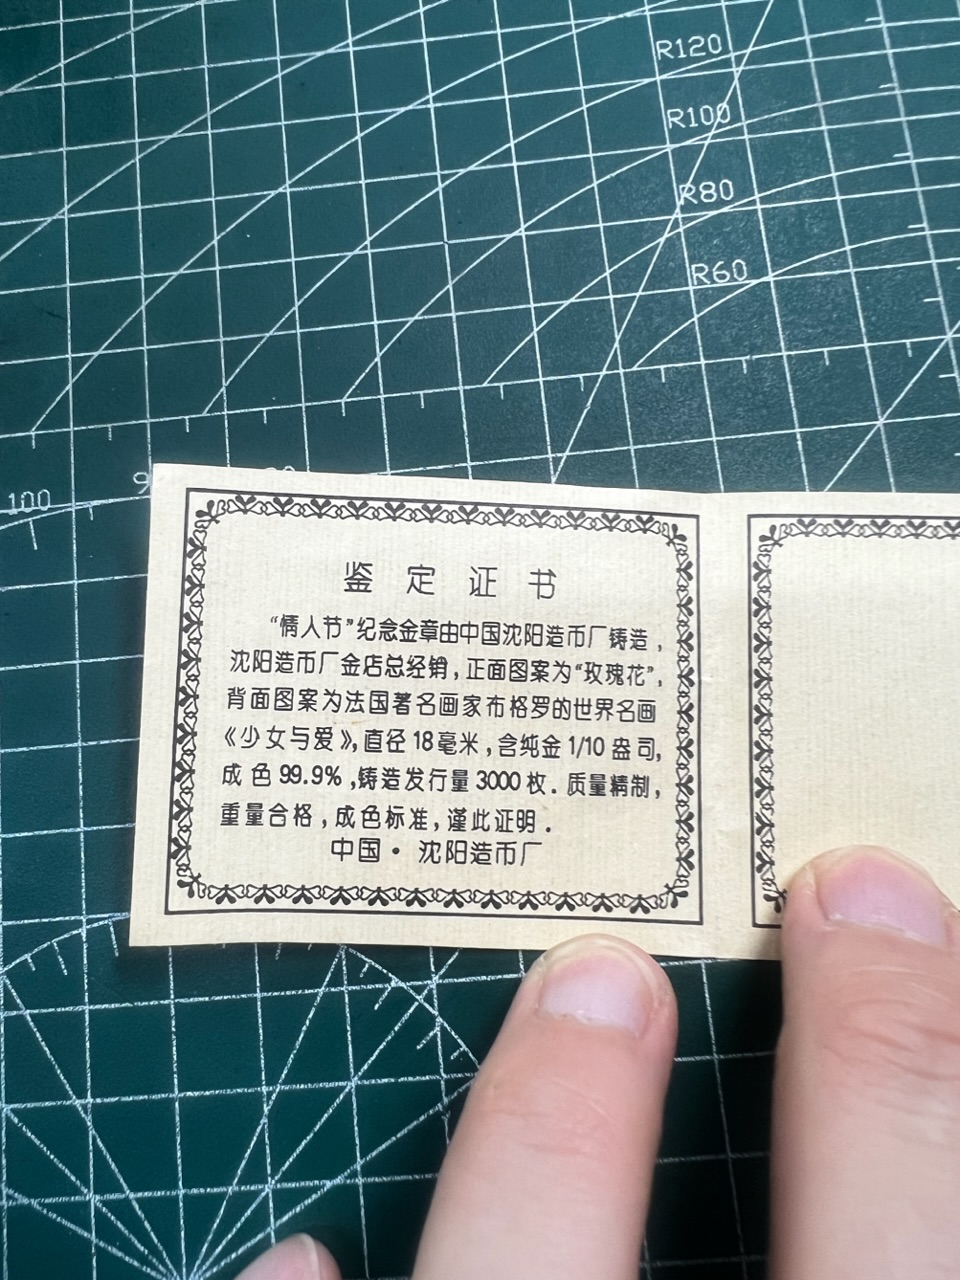 R120
R100
R80
R60
100
鉴定证书
“情人节”纪念金章由中国沈阳造币厂铸造，
沈阳造币厂金店总经销，正面图案为“玫瑰花”，
背面图案为法国著名画家布格罗的世界名画
《少女与爱》，直径18毫米，含纯金1/10盎司，
成色99.9%，铸造发行量3000枚．质量精制，
重量合格，成色标准，谨此证明．
中国·沈阳造币厂